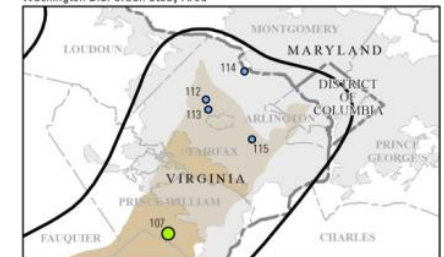 Washington D.C. Urban Study Area
MONTGOMERY
LOUDOUN
MARYLAND
114
DISTRICT
OF
COLUMBIA
112
113
ARLINGTON
115
FAIRFAX
PRINCE
GEORGE'S
VIRGINIA
PRINCE WILLIAM
107
FAUQUIER
CHARLES